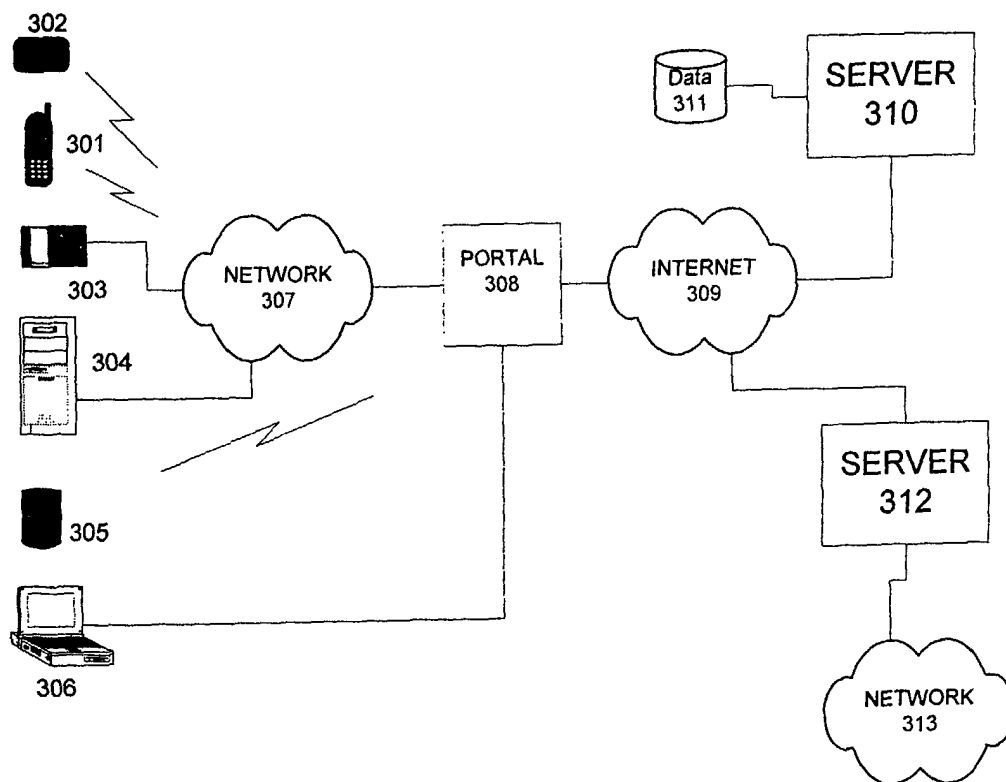 302
301
303
304
305
306
NETWORK
307
PORTAL
308
INTERNET
309
Data
311
SERVER
310
SERVER
312
NETWORK
313